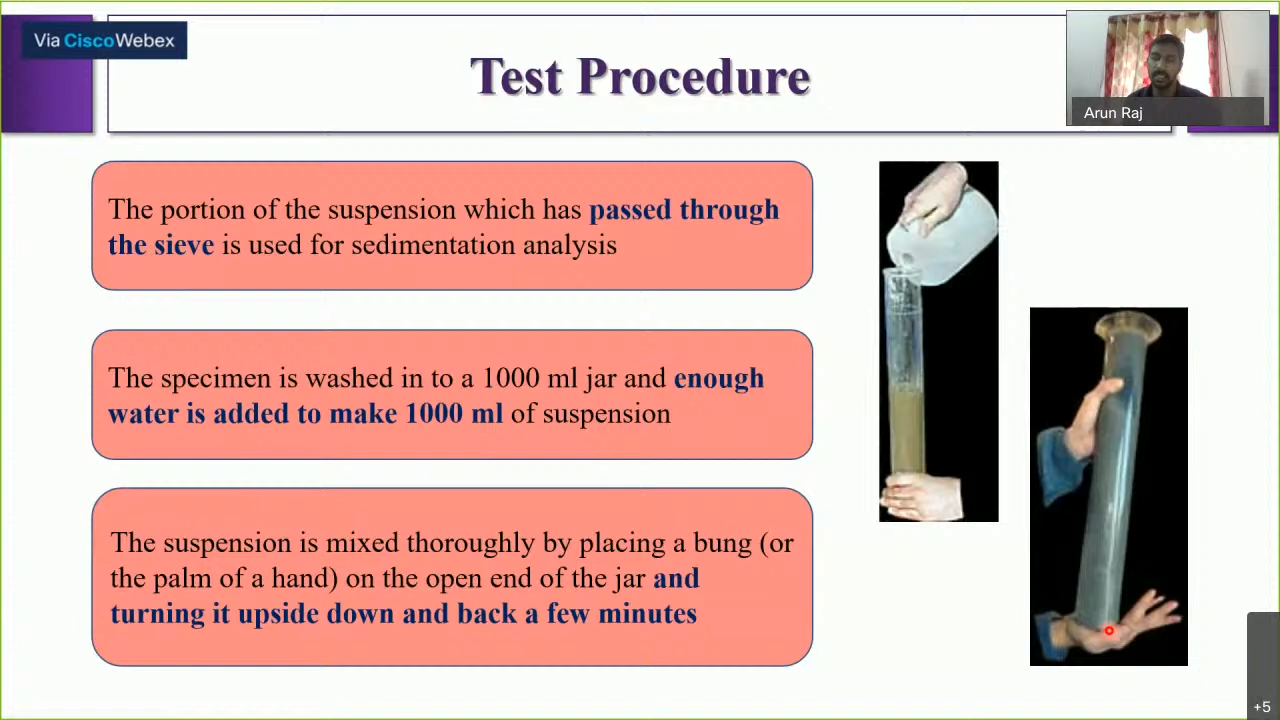 Via CiscoWebex
Test Procedure
Arun Raj
The portion of the suspension which has passed through
the sieve is used for sedimentation analysis
The specimen is washed in to a 1000 ml jar and enough
water is added to make 1000 ml of suspension
The suspension is mixed thoroughly by placing a bung (or
the palm of a hand) on the open end of the jar and
turning it upside down and back a few minutes
+5